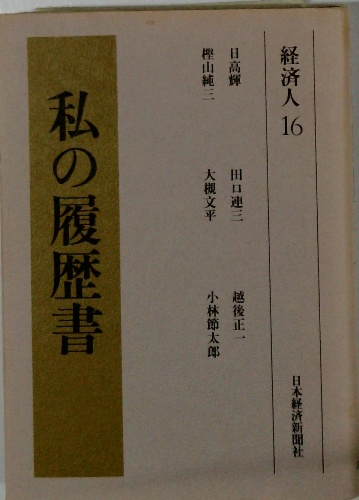 経済人 16
日高輝 田口連三 越後正一
樫山純三 大槻文平 小林節太郎
私の履歴書
日本経済新聞社